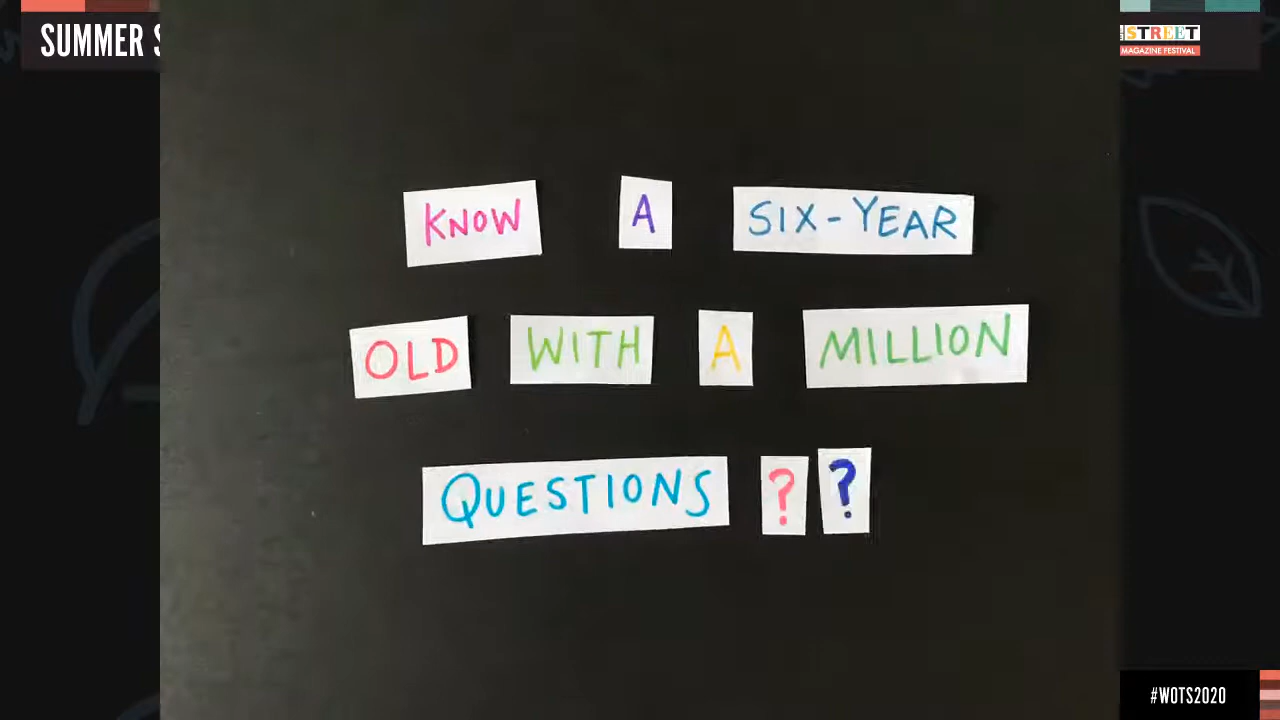 SUMMER S
STREET
MAGAZINE FESTIVAL
KNOW A SIX-YEAR
OLD WITH A MILLION
QUESTIONS ??
#WOTS2020